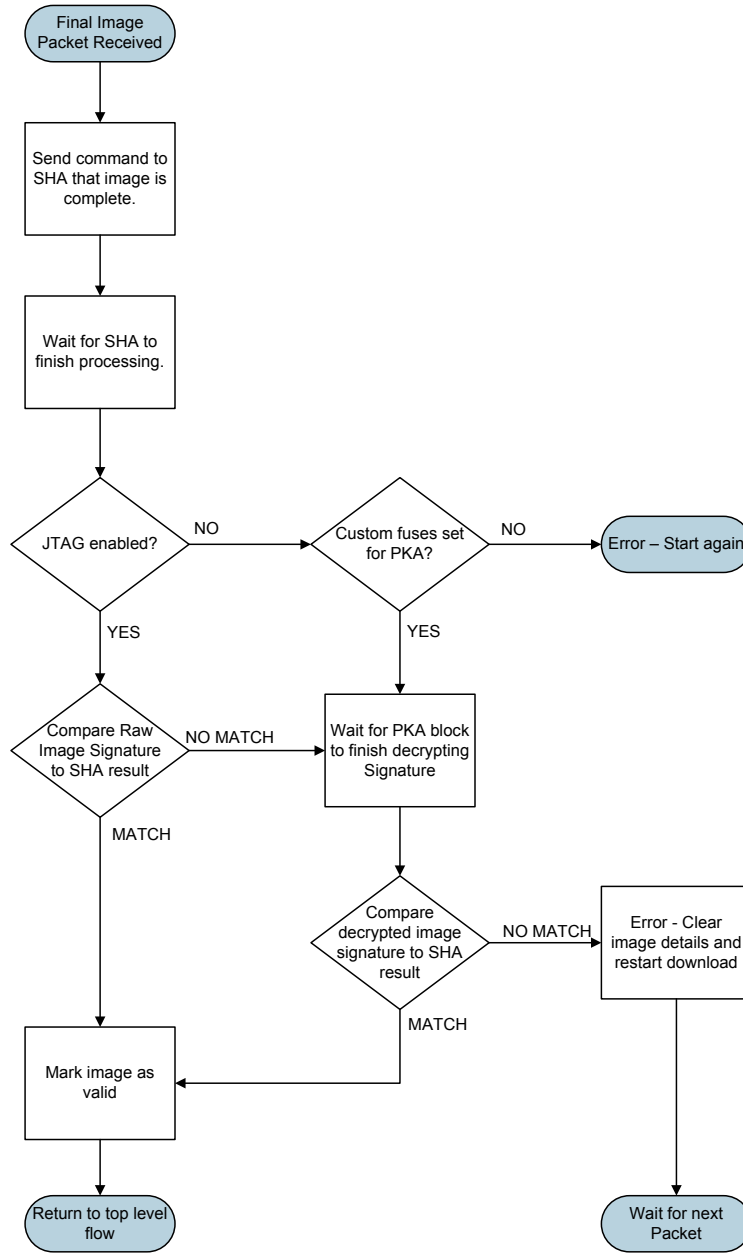 Final Image
Packet Received
Send command to
SHA that image is
complete.
Wait for SHA to
finish processing.
JTAG enabled?
NO
Custom fuses set
for PKA?
NO
Error – Start again
YES
YES
Compare Raw
Image Signature
to SHA result
NO MATCH
Wait for PKA block
to finish decrypting
Signature
MATCH
Compare
decrypted image
signature to SHA
result
NO MATCH
Error - Clear
image details and
restart download
MATCH
Mark image as
valid
Return to top level
flow
Wait for next
Packet